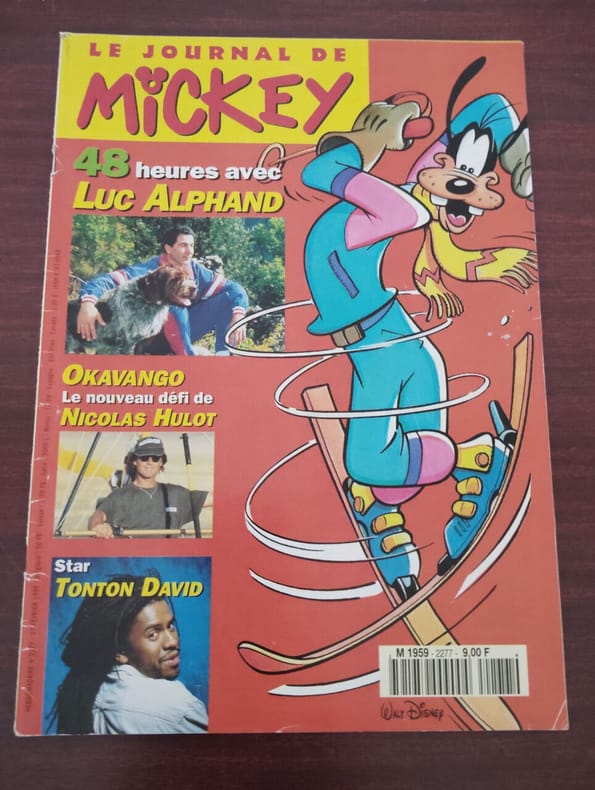 LE JOURNAL DE
MiCKEY
48 heures avec
LUC ALPHAND
OKAVANGO
Le nouveau défi de
NICOLAS HULOT
Star
TONTON DAVID
M 1959 - 2277 - 9,00 F
WALT DISNEY